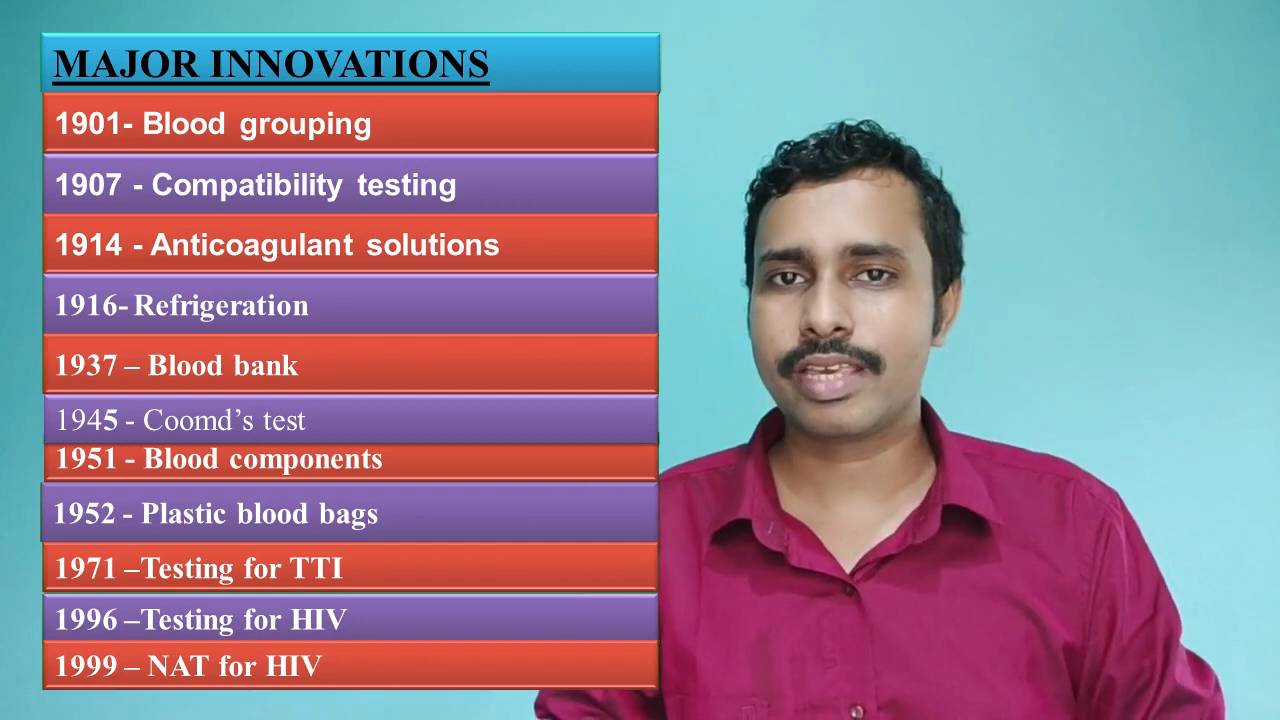 MAJOR INNOVATIONS
1901- Blood grouping
1907 - Compatibility testing
1914 - Anticoagulant solutions
1916- Refrigeration
1937 – Blood bank
1945 - Coomd’s test
1951 - Blood components
1952 - Plastic blood bags
1971 –Testing for TTI
1996 –Testing for HIV
1999 – NAT for HIV